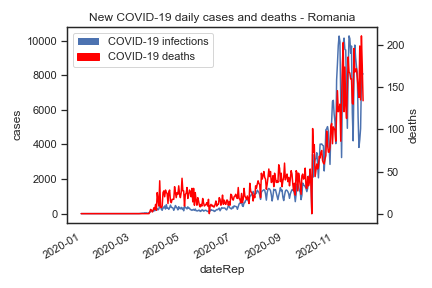 New COVID-19 daily cases and deaths - Romania
COVID-19 infections
COVID-19 deaths
10000
8000
6000
4000
2000
0
cases
200
150
100
50
0
deaths
2020-01
2020-03
2020-05
2020-07
2020-09
2020-11
dateRep